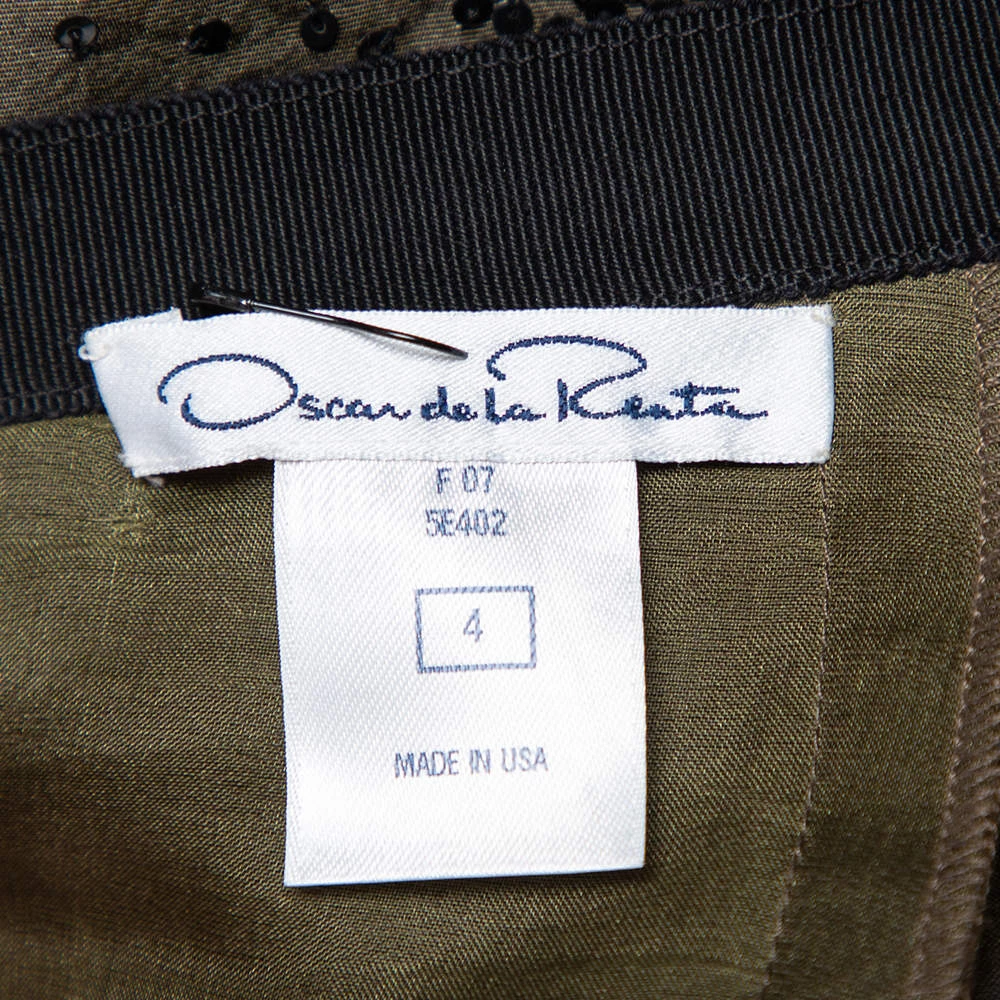 Oscar de la Renta
F 07
5E402
4
MADE IN USA